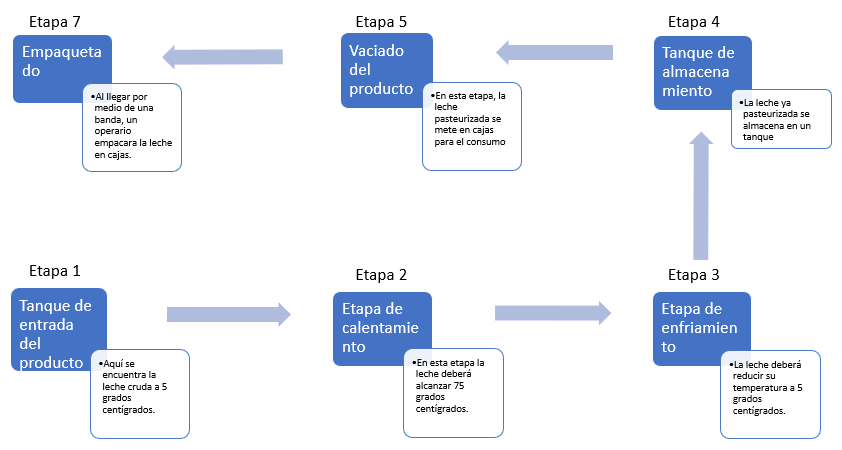 Etapa 7
Empaqueta
do
•Al llegar por
medio de una
banda, un
operario
empacara la leche
en cajas.
Etapa 5
Vaciado
del
producto
•En esta etapa, la
leche
pasteurizada se
mete en cajas
para el consumo
Etapa 4
Tanque de
almacena
miento
•La leche ya
pasteurizada se
almacena en un
tanque
Etapa 1
Tanque de
entrada
del
producto
•Aquí se
encuentra la
leche cruda a 5
grados
centígrados.
Etapa 2
Etapa de
calentamie
nto
•En esta etapa la
leche deberá
alcanzar 75
grados
centígrados.
Etapa 3
Etapa de
enfriamien
to
•La leche deberá
reducir su
temperatura a 5
grados
centígrados.